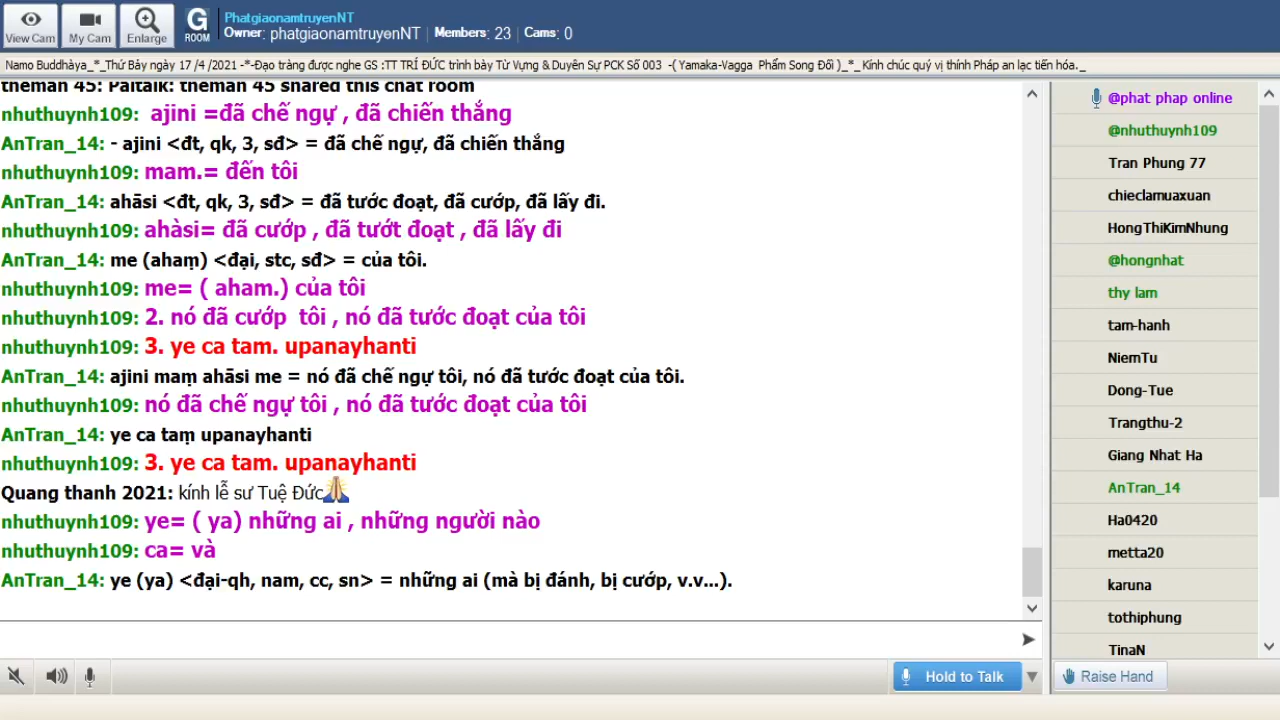 View Cam
My Cam
Enlarge
G
ROOM
PhatgiaonamtruyenNT
Owner: phatgiaonamtruyenNT | Members: 23 | Cams: 0
Namo Buddhàya_*_Thứ Bảy ngày 17 /4 /2021 -*-Đạo tràng được nghe GS :TT TRÍ ĐỨC trình bày Từ Vựng & Duyên Sự PCK Số 003 -( Yamaka-Vagga Phẩm Song Đối )_*_ Kính chúc quý vị thính Pháp an lạc tiến hóa._
theman 45: Paltalk: theman 45 shared this chat room
nhuthuynh109: ajini =đã chế ngự , đã chiến thắng
AnTran_14: - ajini <đt, qk, 3, sđ> = đã chế ngự, đã chiến thắng
nhuthuynh109: mam.= đến tôi
AnTran_14: ahāsi <đt, qk, 3, sđ> = đã tước đoạt, đã cướp, đã lấy đi.
nhuthuynh109: ahàsi= đã cướp , đã tướt đoạt , đã lấy đi
AnTran_14: me (ahaṃ) <đại, stc, sđ> = của tôi.
nhuthuynh109: me= ( aham.) của tôi
nhuthuynh109: 2. nó đã cướp tôi , nó đã tước đoạt của tôi
nhuthuynh109: 3. ye ca tam. upanayhanti
AnTran_14: ajini maṃ ahāsi me = nó đã chế ngự tôi, nó đã tước đoạt của tôi.
nhuthuynh109: nó đã chế ngự tôi , nó đã tước đoạt của tôi
AnTran_14: ye ca taṃ upanayhanti
nhuthuynh109: 3. ye ca tam. upanayhanti
Quang thanh 2021: kính lễ sư Tuệ Đức
nhuthuynh109: ye= ( ya) những ai , những người nào
nhuthuynh109: ca= và
AnTran_14: ye (ya) <đại-qh, nam, cc, sn> = những ai (mà bị đánh, bị cướp, v.v...).
Hold to Talk
@phat phap online
@nhuthuynh109
Tran Phung 77
chieclamuaxuan
HongThiKimNhung
@hongnhat
thy lam
tam-hanh
NiemTu
Dong-Tue
Trangthu-2
Giang Nhat Ha
AnTran_14
Ha0420
metta20
karuna
tothiphung
TinaN
Raise Hand